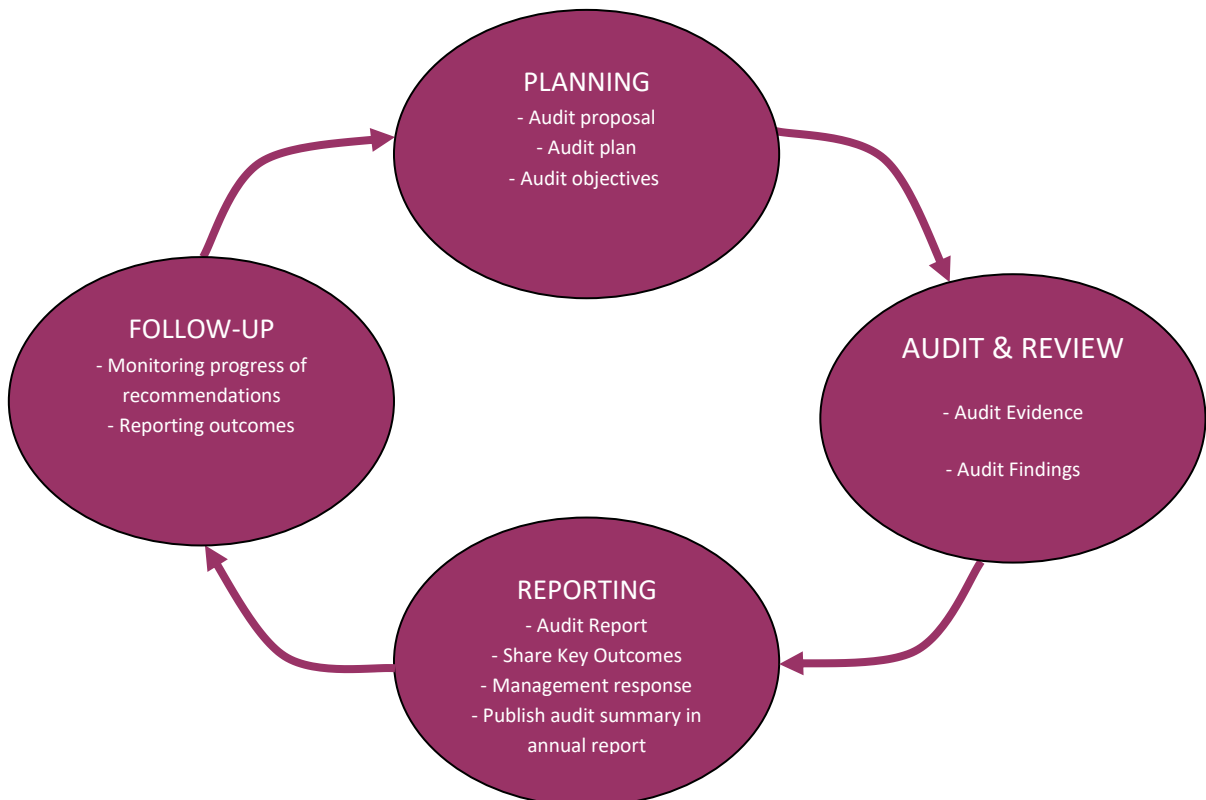 PLANNING
- Audit proposal
- Audit plan
- Audit objectives
AUDIT & REVIEW
- Audit Evidence
- Audit Findings
REPORTING
- Audit Report
- Share Key Outcomes
- Management response
- Publish audit summary in
annual report
FOLLOW-UP
- Monitoring progress of
recommendations
- Reporting outcomes